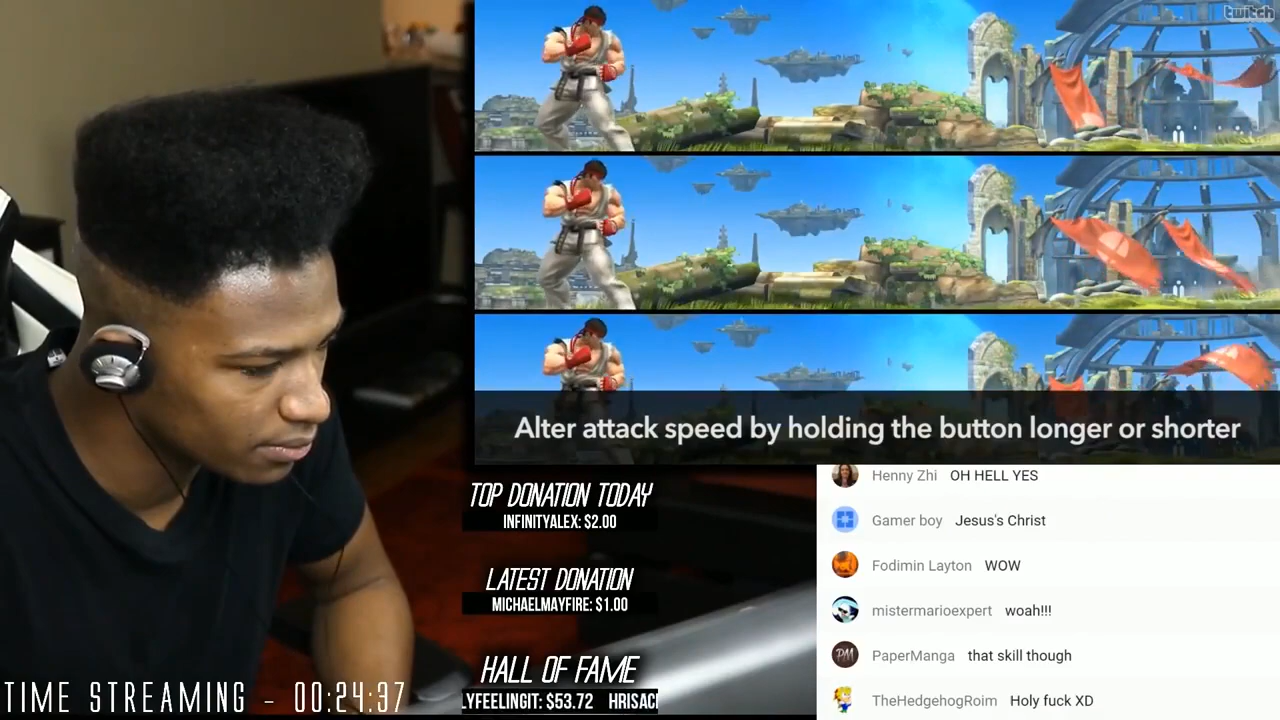 twitch
Alter attack speed by holding the button longer or shorter
TOP DONATION TODAY
INFINITYALEX: $2.00
LATEST DONATION
MICHAELMAYFIRE: $1.00
HALL OF FAME
LYFEELINGIT: $53.72 HRISACI
TIME STREAMING - 00:24:37
Henny Zhi OH HELL YES
Gamer boy Jesus's Christ
Fodimin Layton WOW
mistermarioexpert woah!!!
PM
PaperManga that skill though
TheHedgehogRoim Holy fuck XD